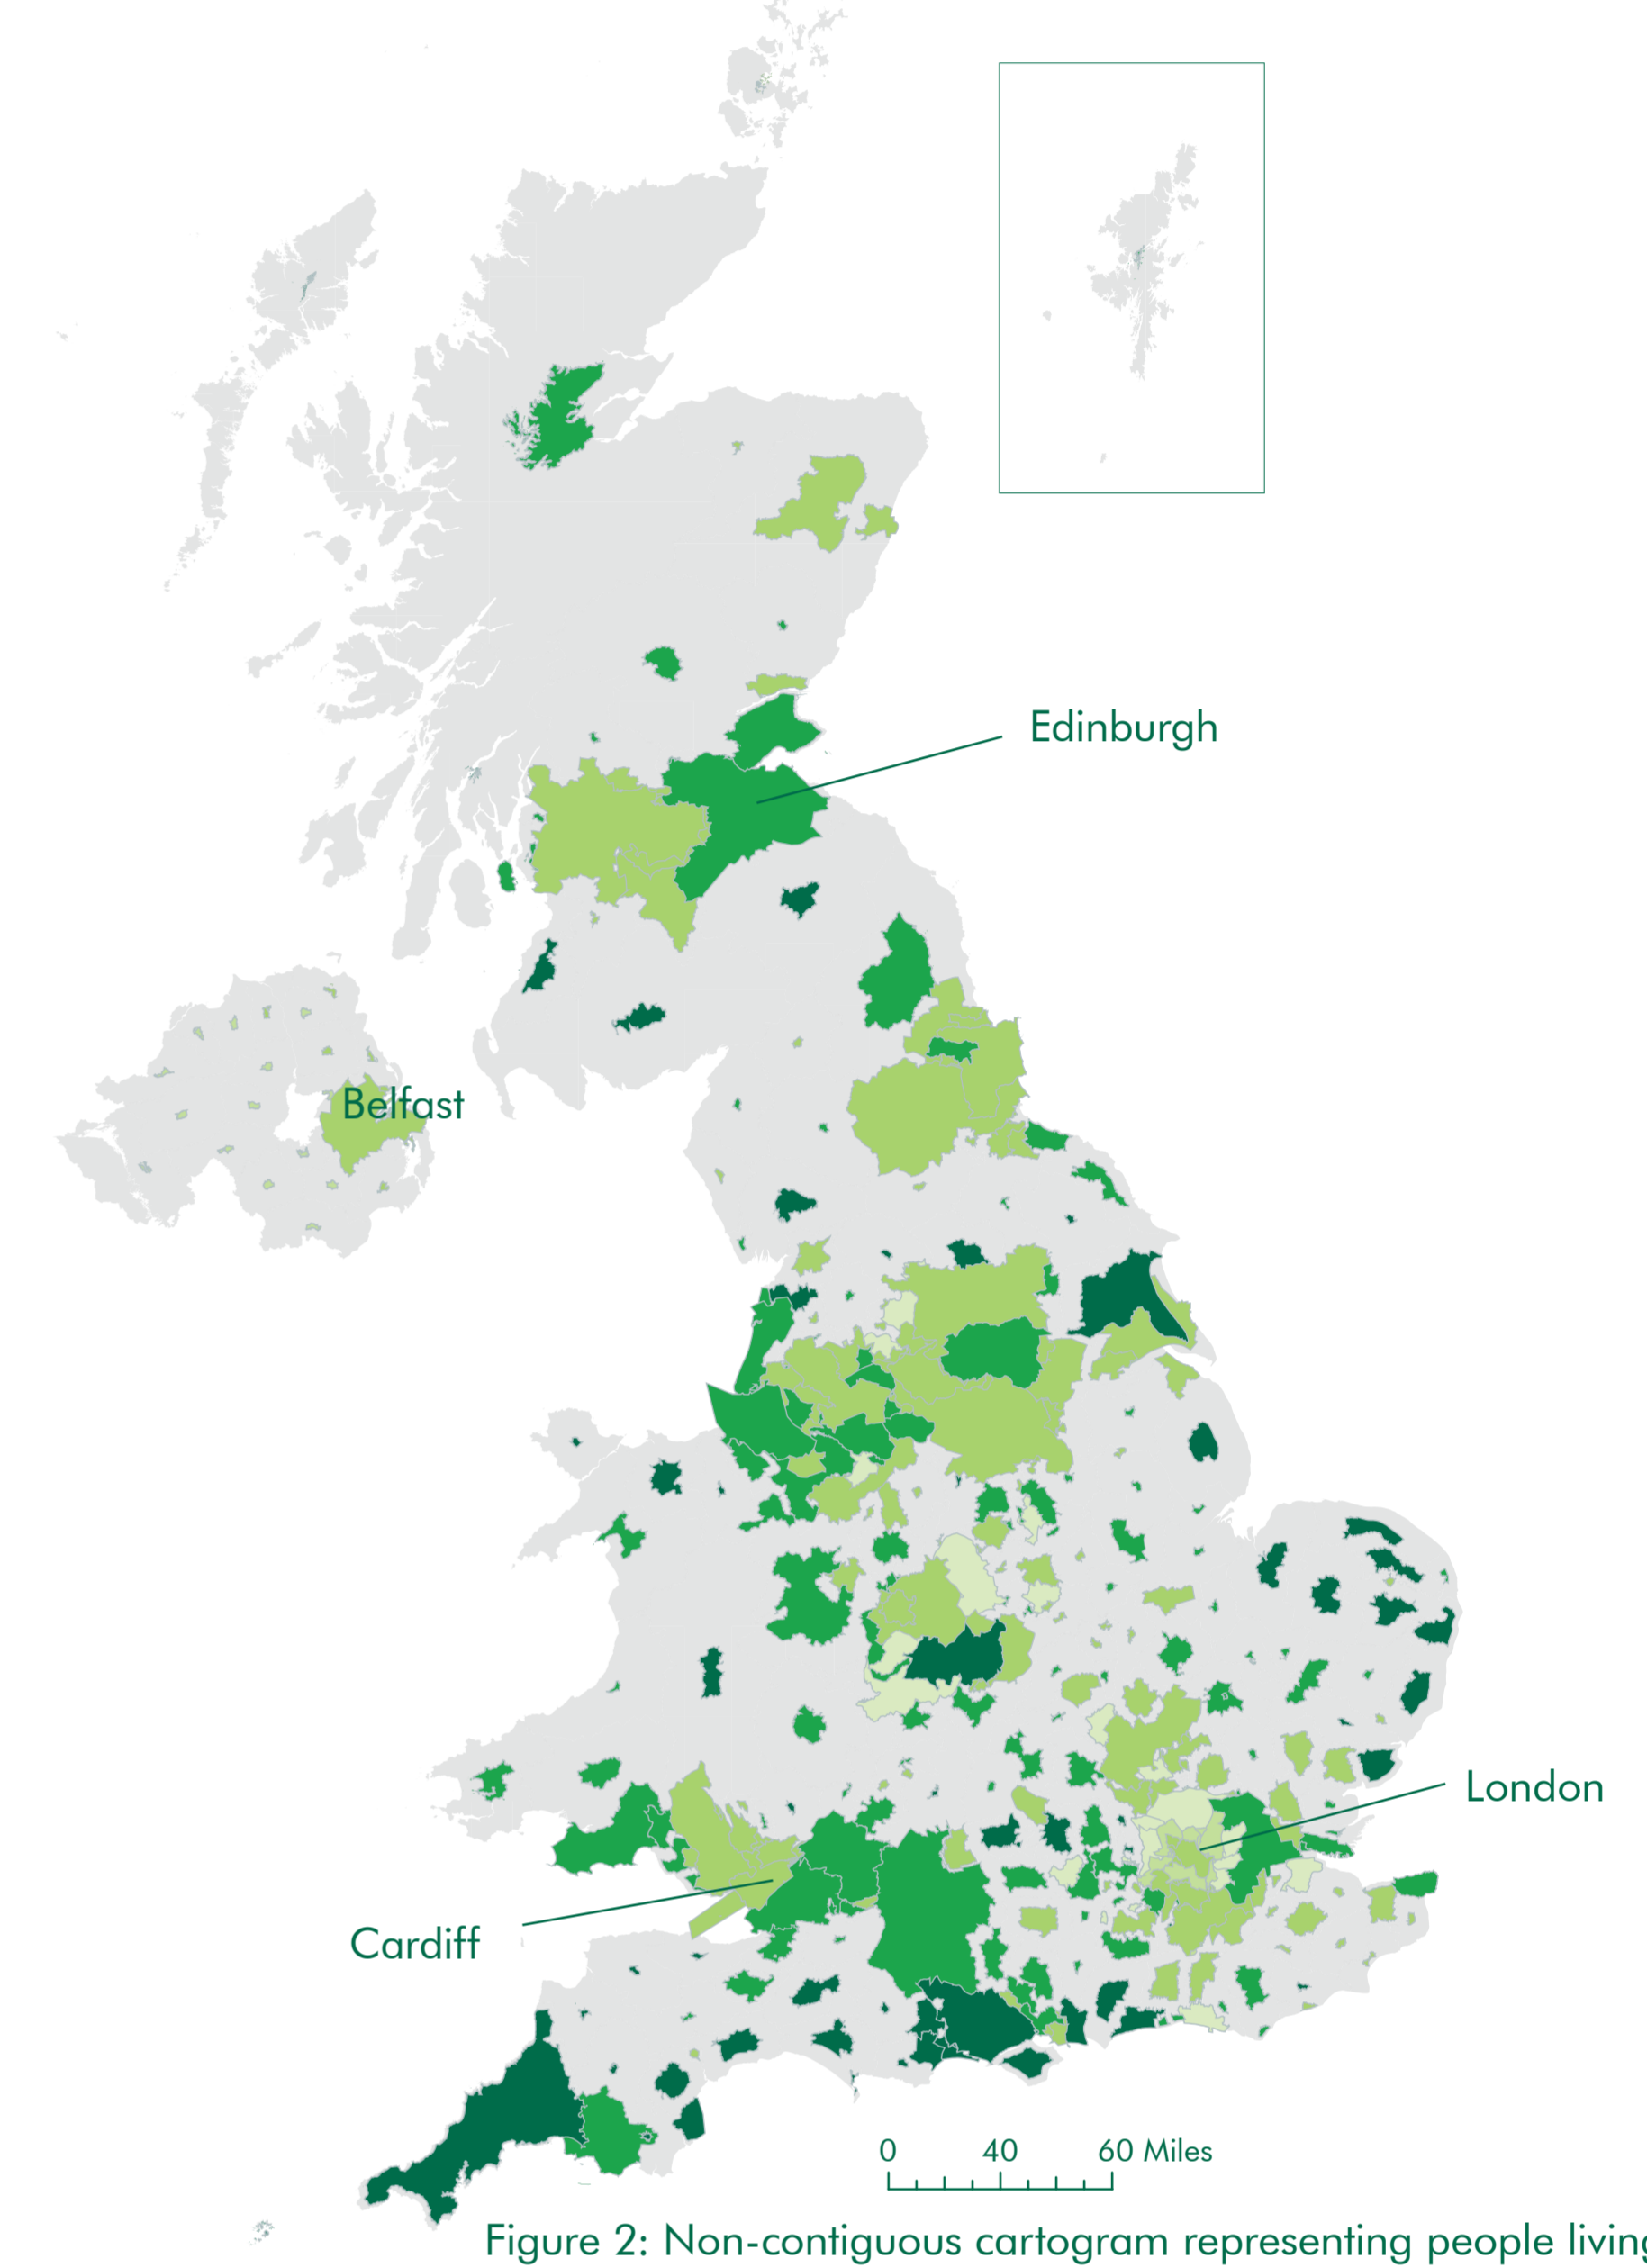 Edinburgh
Belfast
London
Cardiff
0 40 60 Miles
Figure 2: Non-contiguous cartogram representing people living